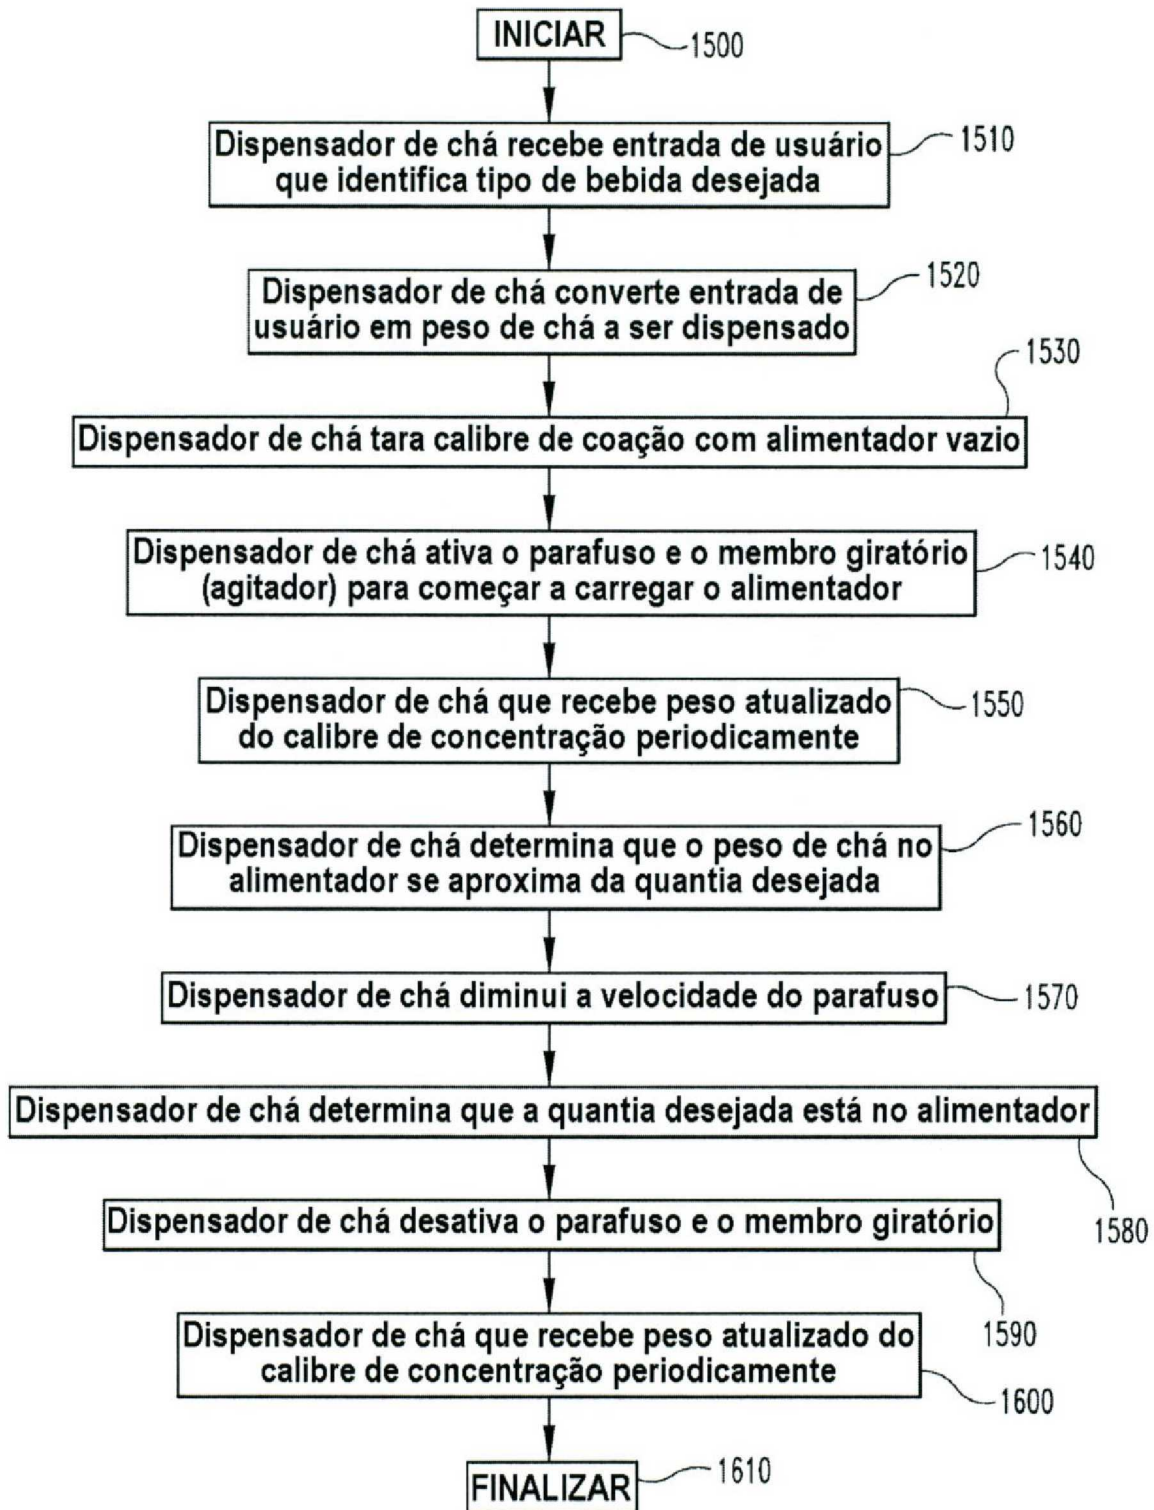 INICIAR
1500
Dispensador de chá recebe entrada de usuário
que identifica tipo de bebida desejada
1510
Dispensador de chá converte entrada de
usuário em peso de chá a ser dispensado
1520
1530
Dispensador de chá tara calibre de coação com alimentador vazio
Dispensador de chá ativa o parafuso e o membro giratório
(agitador) para começar a carregar o alimentador
1540
Dispensador de chá que recebe peso atualizado
do calibre de concentração periodicamente
1550
Dispensador de chá determina que o peso de chá no
alimentador se aproxima da quantia desejada
1560
Dispensador de chá diminui a velocidade do parafuso
1570
Dispensador de chá determina que a quantia desejada está no alimentador
1580
Dispensador de chá desativa o parafuso e o membro giratório
1590
Dispensador de chá que recebe peso atualizado do
calibre de concentração periodicamente
1600
FINALIZAR
1610